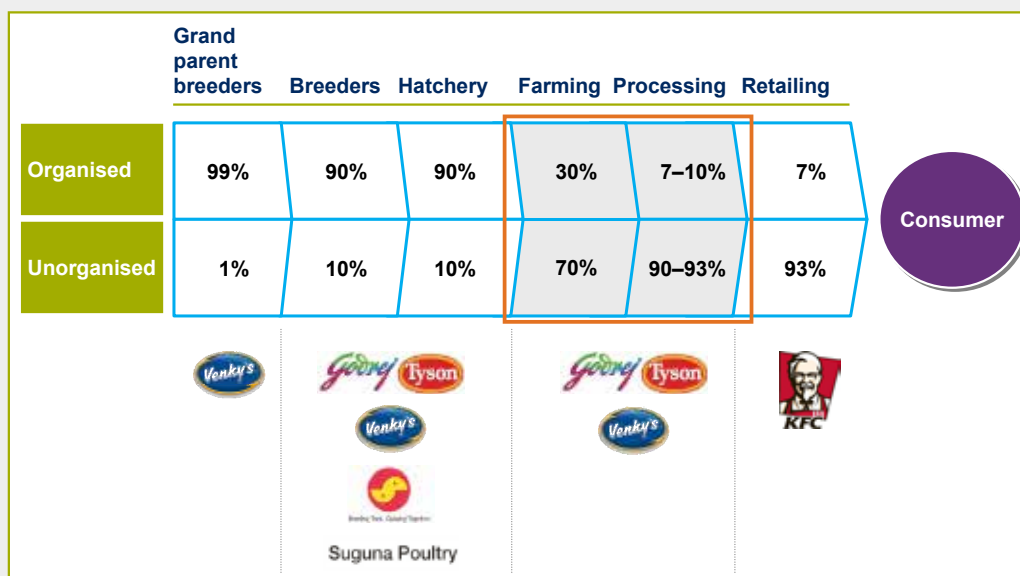 Grand
parent
breeders
Breeders
Hatchery
Farming
Processing
Retailing
Organised
99%
90%
90%
30%
7–10%
7%
Consumer
Unorganised
1%
10%
10%
70%
90–93%
93%
Venky's
Godrej Tyson
Venky's
Suguna Poultry
Godrej Tyson
Venky's
KFC